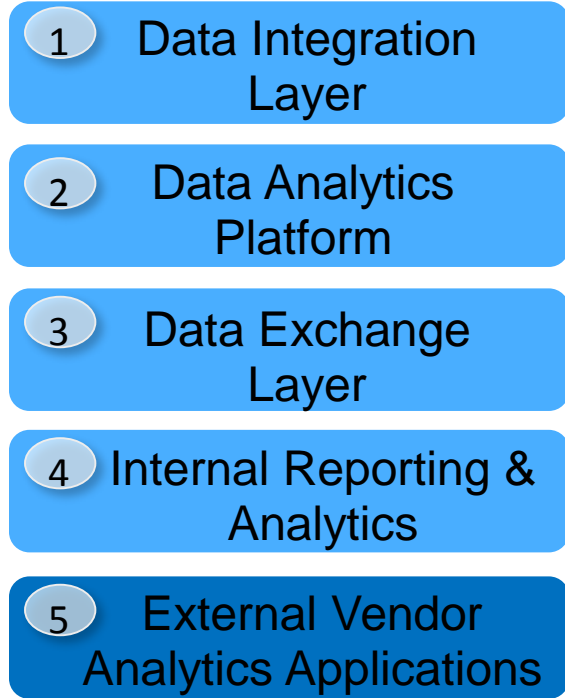 1
Data Integration
Layer
2
Data Analytics
Platform
3
Data Exchange
Layer
4
Internal Reporting &
Analytics
5
External Vendor
Analytics Applications